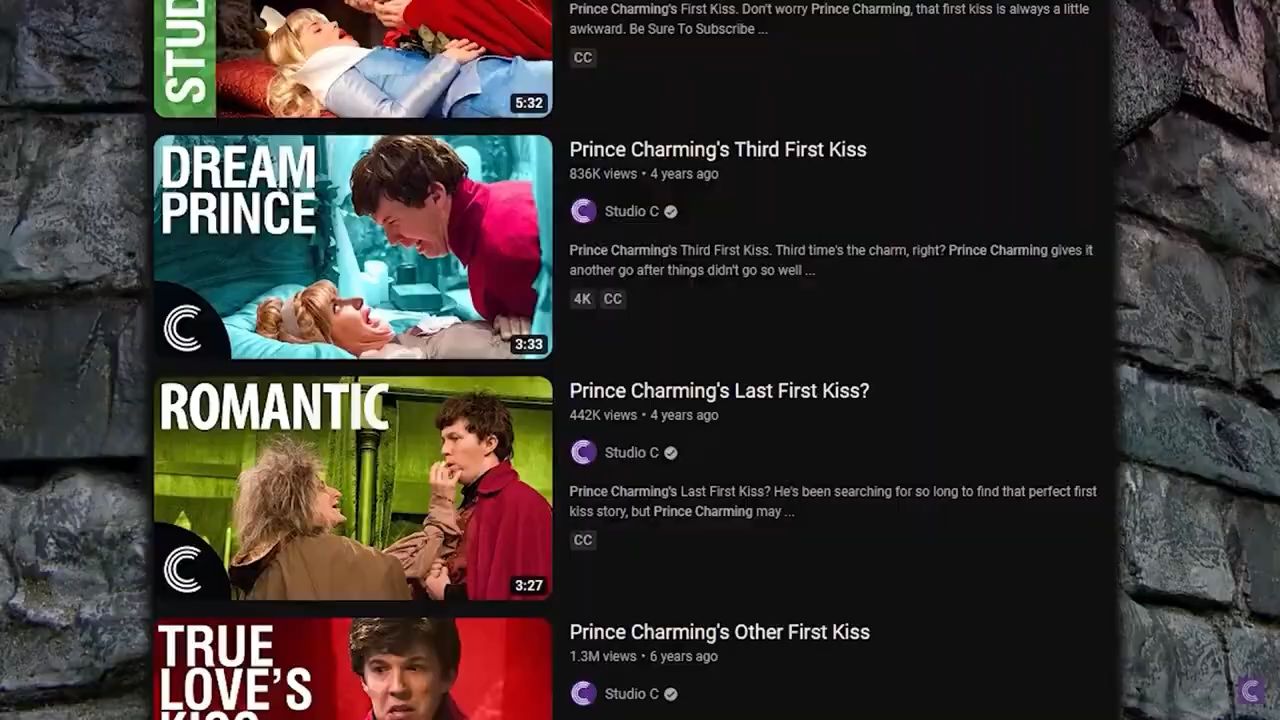 STUD
Prince Charming's First Kiss. Don't worry Prince Charming, that first kiss is always a little
awkward. Be Sure To Subscribe ...
CC
5:32
DREAM
PRINCE
3:33
Prince Charming's Third First Kiss
836K views • 4 years ago
Studio C
Prince Charming's Third First Kiss. Third time's the charm, right? Prince Charming gives it
another go after things didn't go so well ...
4K CC
ROMANTIC
3:27
Prince Charming's Last First Kiss?
442K views • 4 years ago
Studio C
Prince Charming's Last First Kiss? He's been searching for so long to find that perfect first
kiss story, but Prince Charming may ...
CC
TRUE
LOVE'S
KISS
Prince Charming's Other First Kiss
1.3M views • 6 years ago
Studio C